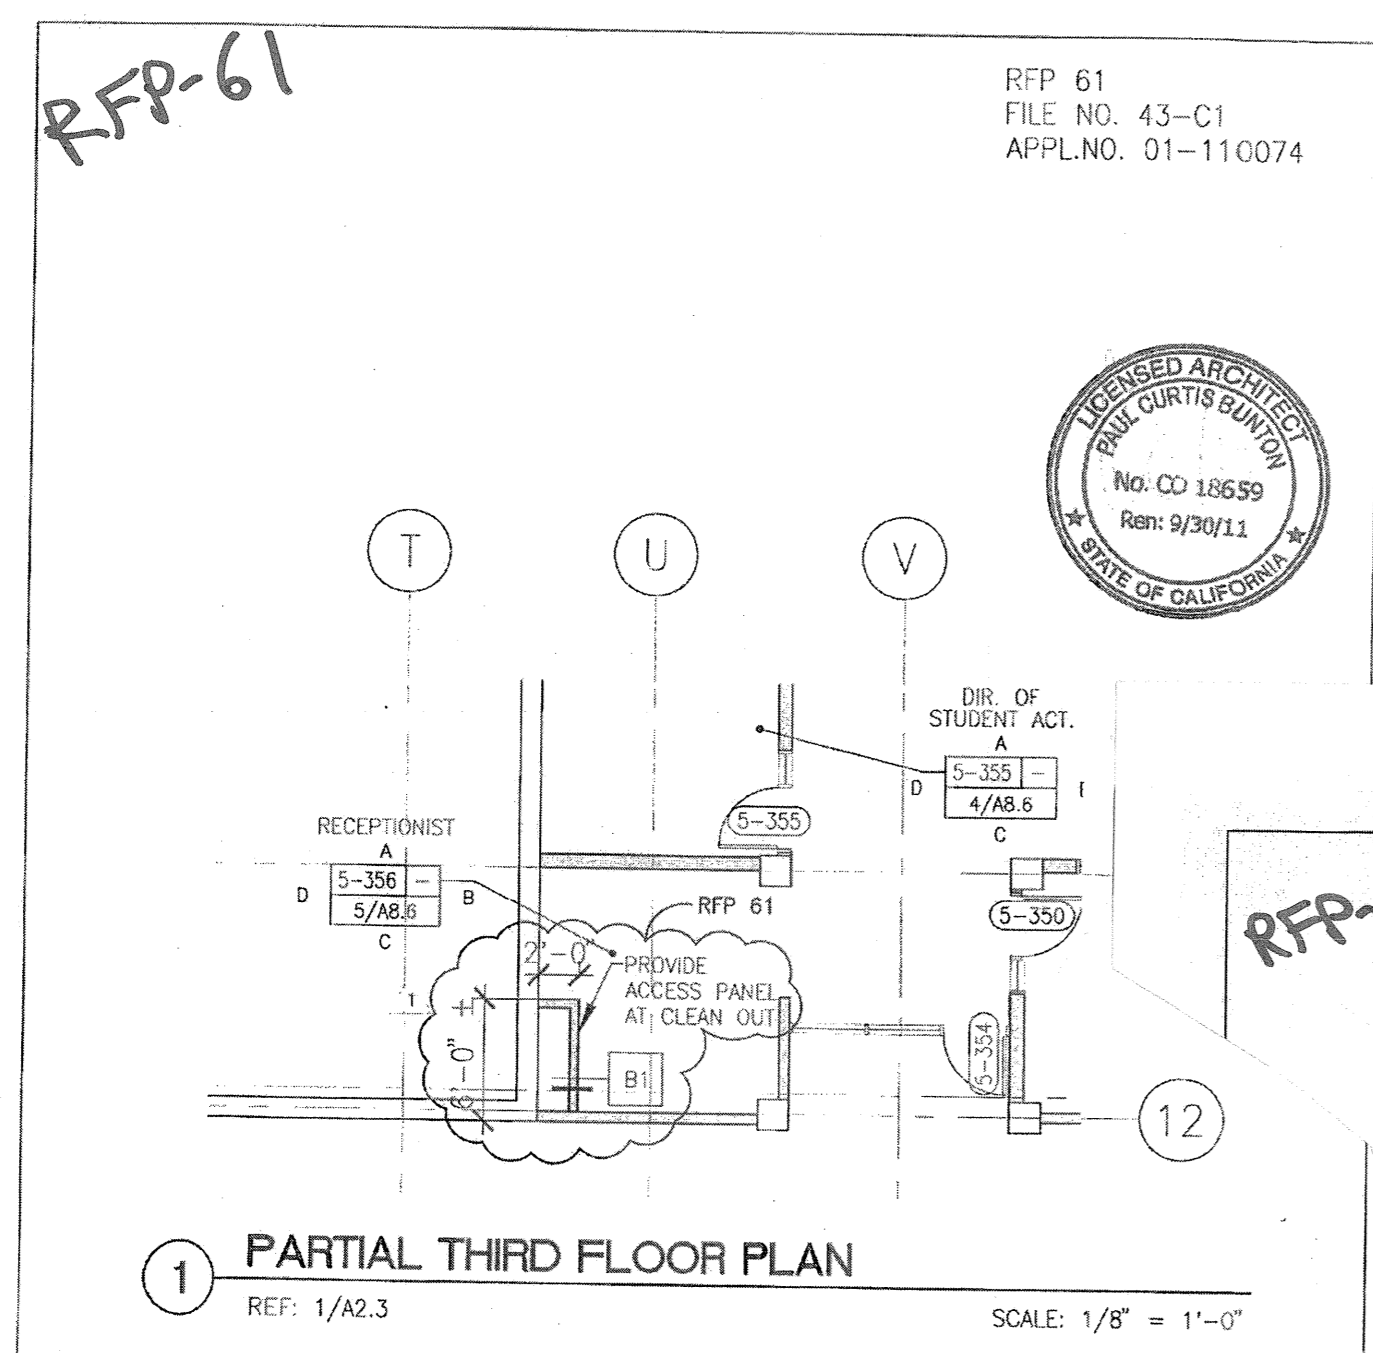 RFP-61
RFP 61
FILE NO. 43-C1
APPL.NO. 01-110074
LICENSED ARCHITECT
PAUL CURTIS BUNTON
No. CO 18659
Ren: 9/30/11
STATE OF CALIFORNIA
T
U
V
DIR. OF
STUDENT ACT.
A
5-355 -
D
4/A8.6
C
5-355
RECEPTIONIST
A
5-356 -
D
B
5/A8.6
C
RFP 61
5-350
RFP-
2'-0"
PROVIDE
ACCESS PANEL
AT CLEAN OUT
1
6'-0" ±
B1
5-354
12
1
PARTIAL THIRD FLOOR PLAN
REF: 1/A2.3
SCALE: 1/8" = 1'-0"